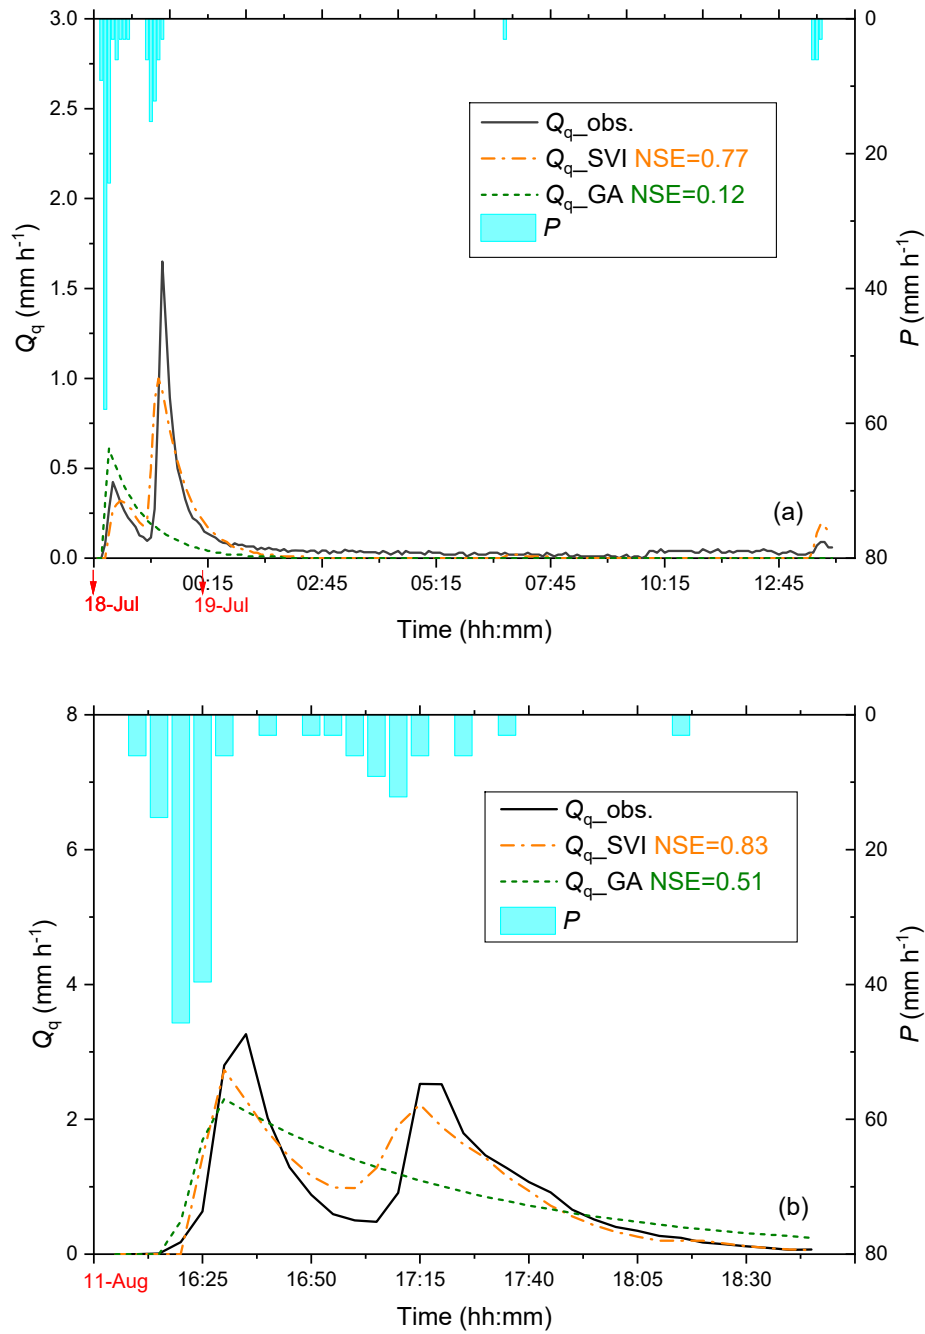 3.0
2.5
2.0
1.5
1.0
0.5
0.0
Qq (mm h-1)
0
20
40
60
80
P (mm h-1)
Qq_obs.
Qq_SVI NSE=0.77
Qq_GA NSE=0.12
P
(a)
00:15 02:45 05:15 07:45 10:15 12:45
18-Jul 19-Jul
Time (hh:mm)
8
6
4
2
0
Qq (mm h-1)
0
20
40
60
80
P (mm h-1)
Qq_obs.
Qq_SVI NSE=0.83
Qq_GA NSE=0.51
P
(b)
11-Aug 16:25 16:50 17:15 17:40 18:05 18:30
Time (hh:mm)